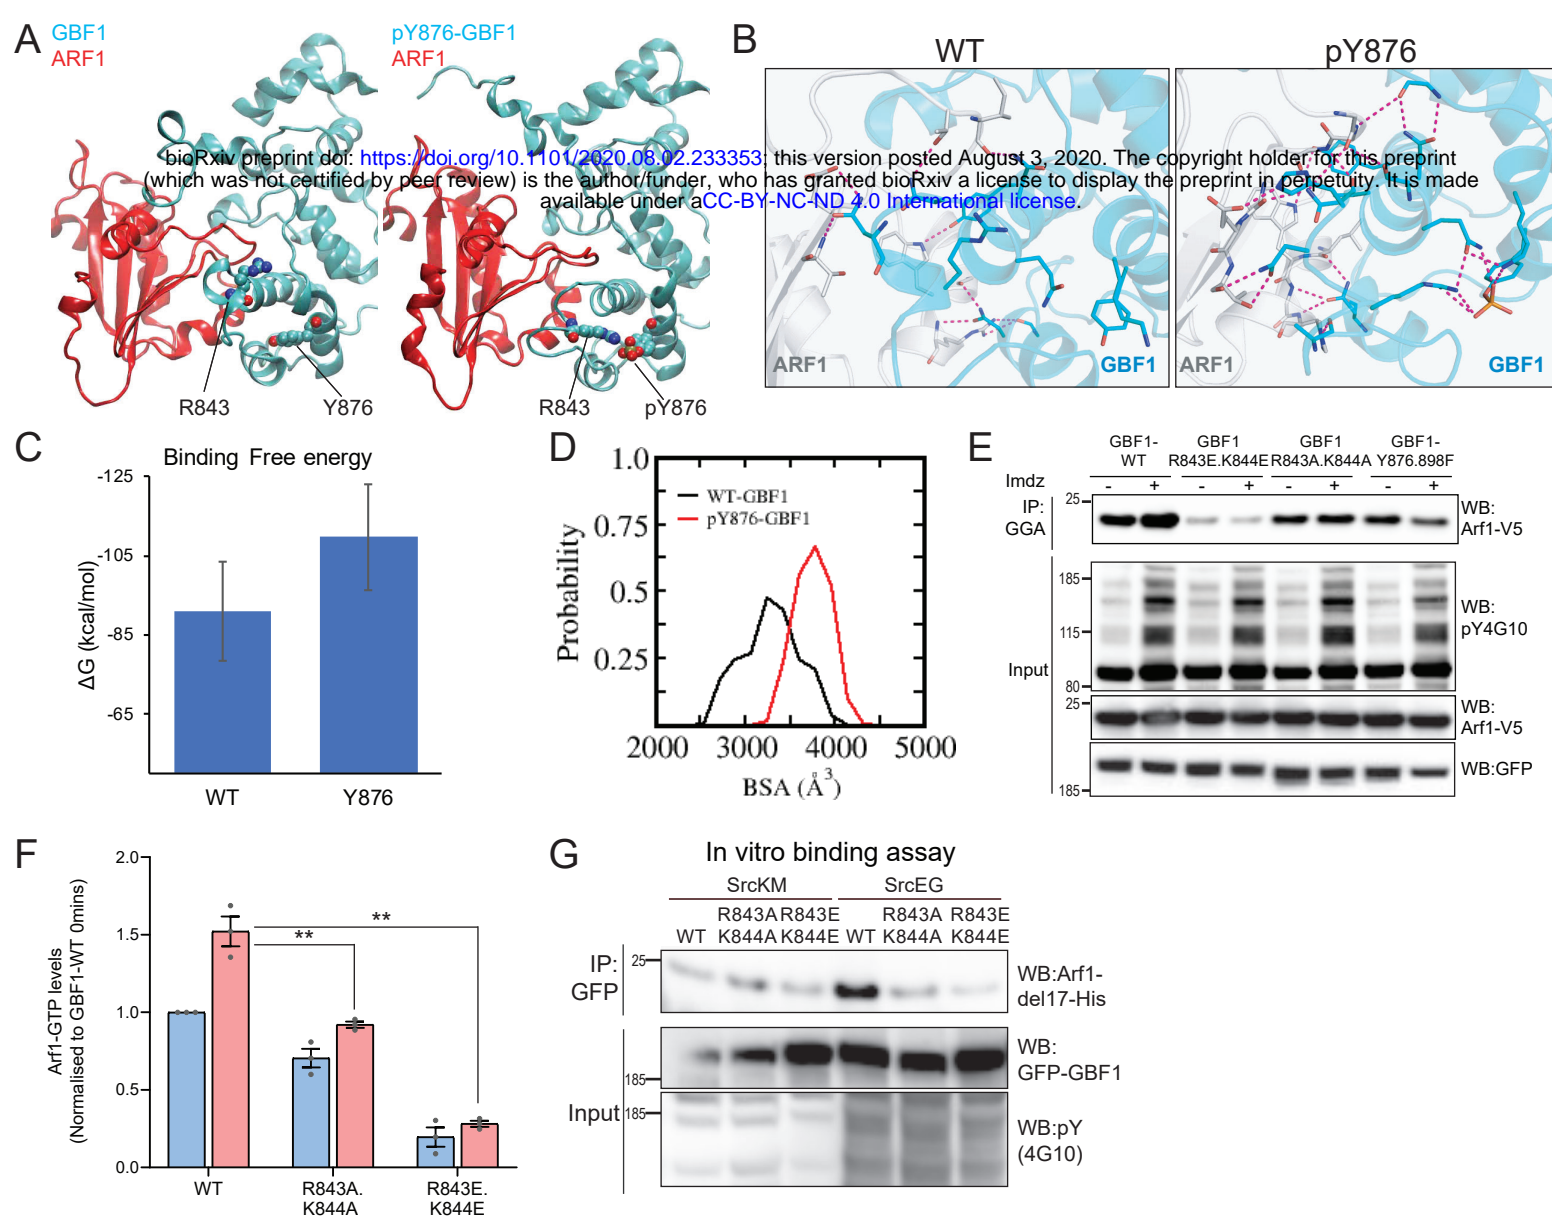 A
GBF1
ARF1
pY876-GBF1
ARF1
R843
Y876
R843
pY876
B
WT
pY876
ARF1
GBF1
ARF1
GBF1
bioRxiv preprint doi: https://doi.org/10.1101/2020.08.02.233353; this version posted August 3, 2020. The copyright holder for this preprint
(which was not certified by peer review) is the author/funder, who has granted bioRxiv a license to display the preprint in perpetuity. It is made
available under aCC-BY-NC-ND 4.0 International license.
C
Binding Free energy
-125
-105
-85
-65
ΔG (kcal/mol)
WT
Y876
D
1.0
0.75
0.5
0.25
Probability
WT-GBF1
pY876-GBF1
2000 3000 4000 5000
BSA (Å³)
E
GBF1-
WT
GBF1
R843E.K844E
GBF1
R843A.K844A
GBF1-
Y876.898F
Imdz - + - + - + - +
IP:
GGA
25
WB:
Arf1-V5
185
115
80
WB:
pY4G10
Input
25
WB:
Arf1-V5
185
WB:GFP
F
2.0
1.5
1.0
0.5
0.0
Arf1-GTP levels
(Normalised to GBF1-WT 0mins)
**
**
WT
R843A.
K844A
R843E.
K844E
G
In vitro binding assay
SrcKM SrcEG
WT
R843A
K844A
R843E
K844E
WT
R843A
K844A
R843E
K844E
IP:
GFP
25
WB:Arf1-
del17-His
185
WB:
GFP-GBF1
Input
185
WB:pY
(4G10)